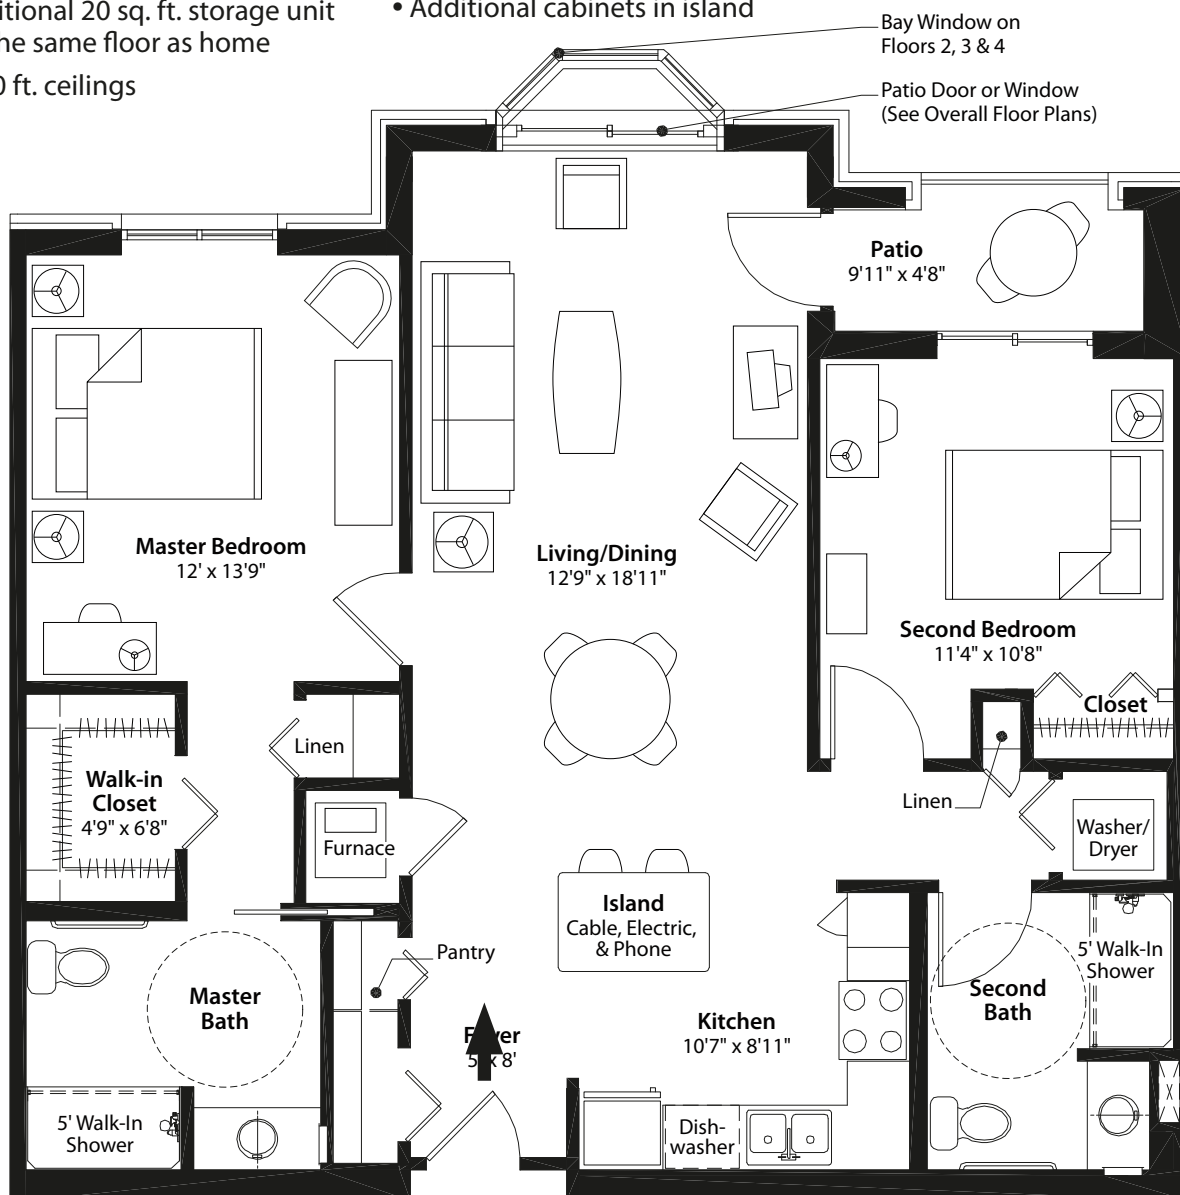 itional 20 sq. ft. storage unit
he same floor as home
0 ft. ceilings
• Additional cabinets in island
Bay Window on
Floors 2, 3 & 4
Patio Door or Window
(See Overall Floor Plans)
Patio
9'11" x 4'8"
Master Bedroom
12' x 13'9"
Living/Dining
12'9" x 18'11"
Second Bedroom
11'4" x 10'8"
Closet
Linen
Walk-in
Closet
4'9" x 6'8"
Furnace
Linen
Washer/
Dryer
Island
Cable, Electric,
& Phone
Pantry
Master
Bath
5' Walk-In
Shower
Second
Bath
Kitchen
10'7" x 8'11"
5' Walk-In
Shower
Dish-
washer